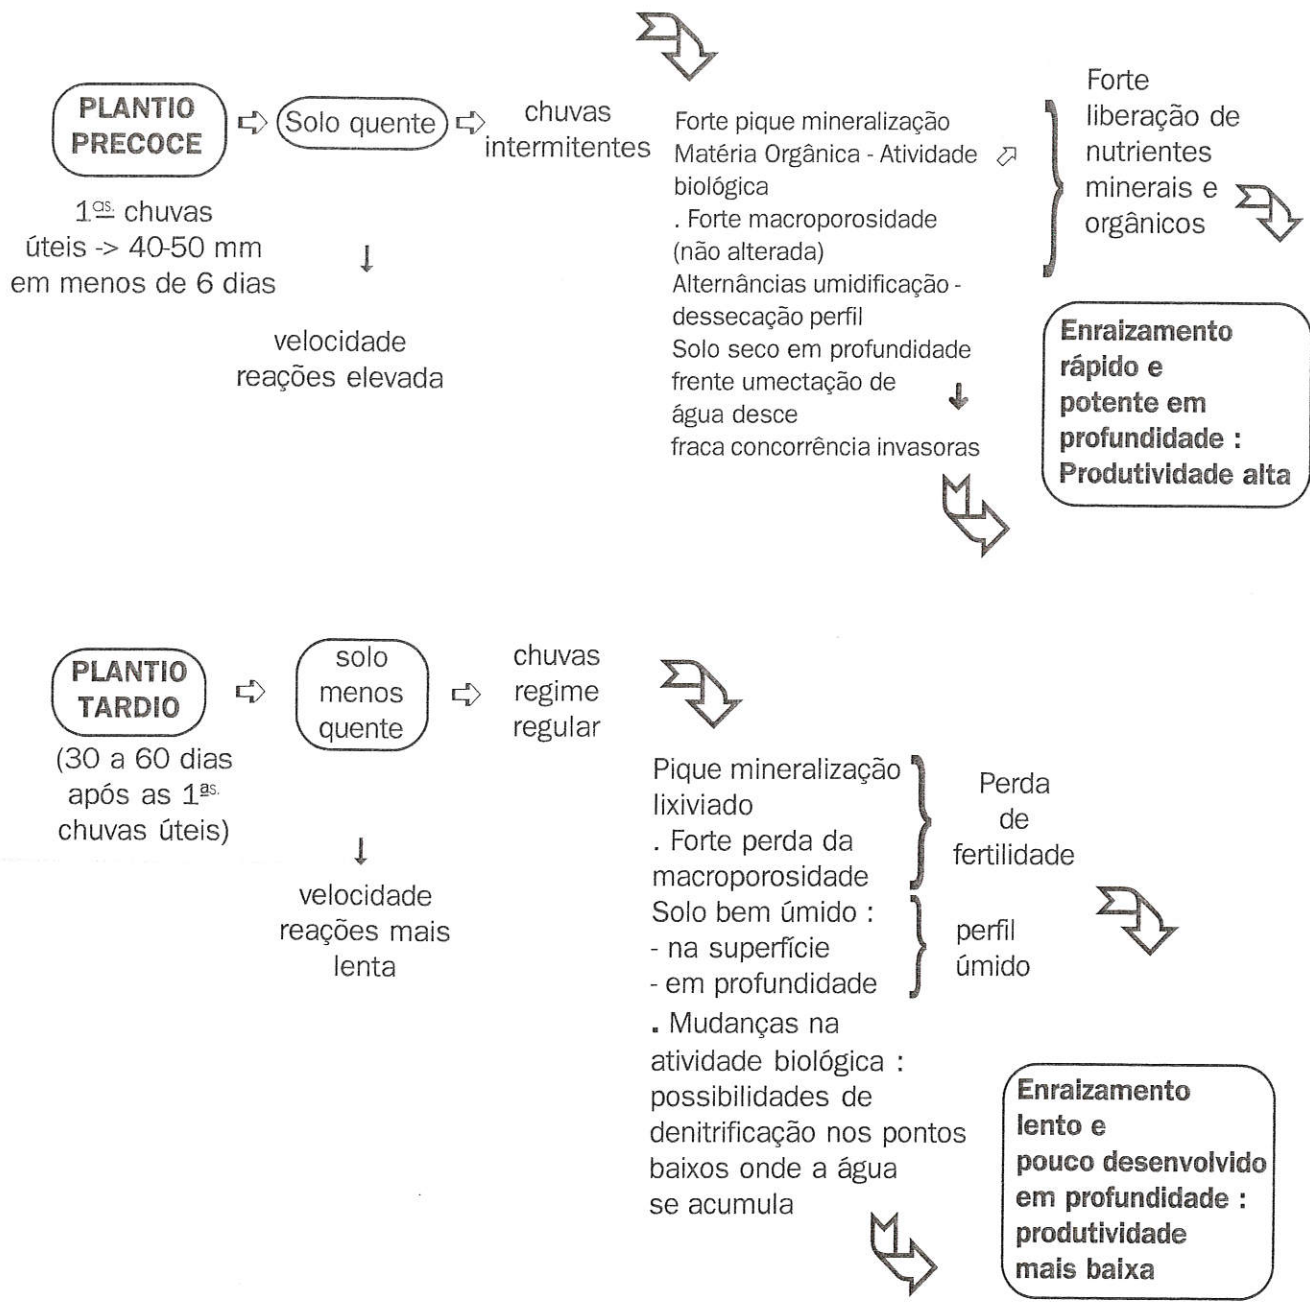 PLANTIO
PRECOCE
Solo quente
chuvas
intermitentes
1as. chuvas
úteis -> 40-50 mm
em menos de 6 dias
velocidade
reações elevada
Forte pique mineralização
Matéria Orgânica - Atividade
biológica
. Forte macroporosidade
(não alterada)
Alternâncias umidificação -
dessecação perfil
Solo seco em profundidade
frente umectação de
água desce
fraca concorrência invasoras
Forte
liberação de
nutrientes
minerais e
orgânicos
Enraizamento
rápido e
potente em
profundidade :
Produtividade alta
PLANTIO
TARDIO
(30 a 60 dias
após as 1as.
chuvas úteis)
solo
menos
quente
chuvas
regime
regular
velocidade
reações mais
lenta
Pique mineralização
lixiviado
. Forte perda da
macroporosidade
Solo bem úmido :
- na superfície
- em profundidade
. Mudanças na
atividade biológica :
possibilidades de
denitrificação nos pontos
baixos onde a água
se acumula
Perda
de
fertilidade
perfil
úmido
Enraizamento
lento e
pouco desenvolvido
em profundidade :
produtividade
mais baixa